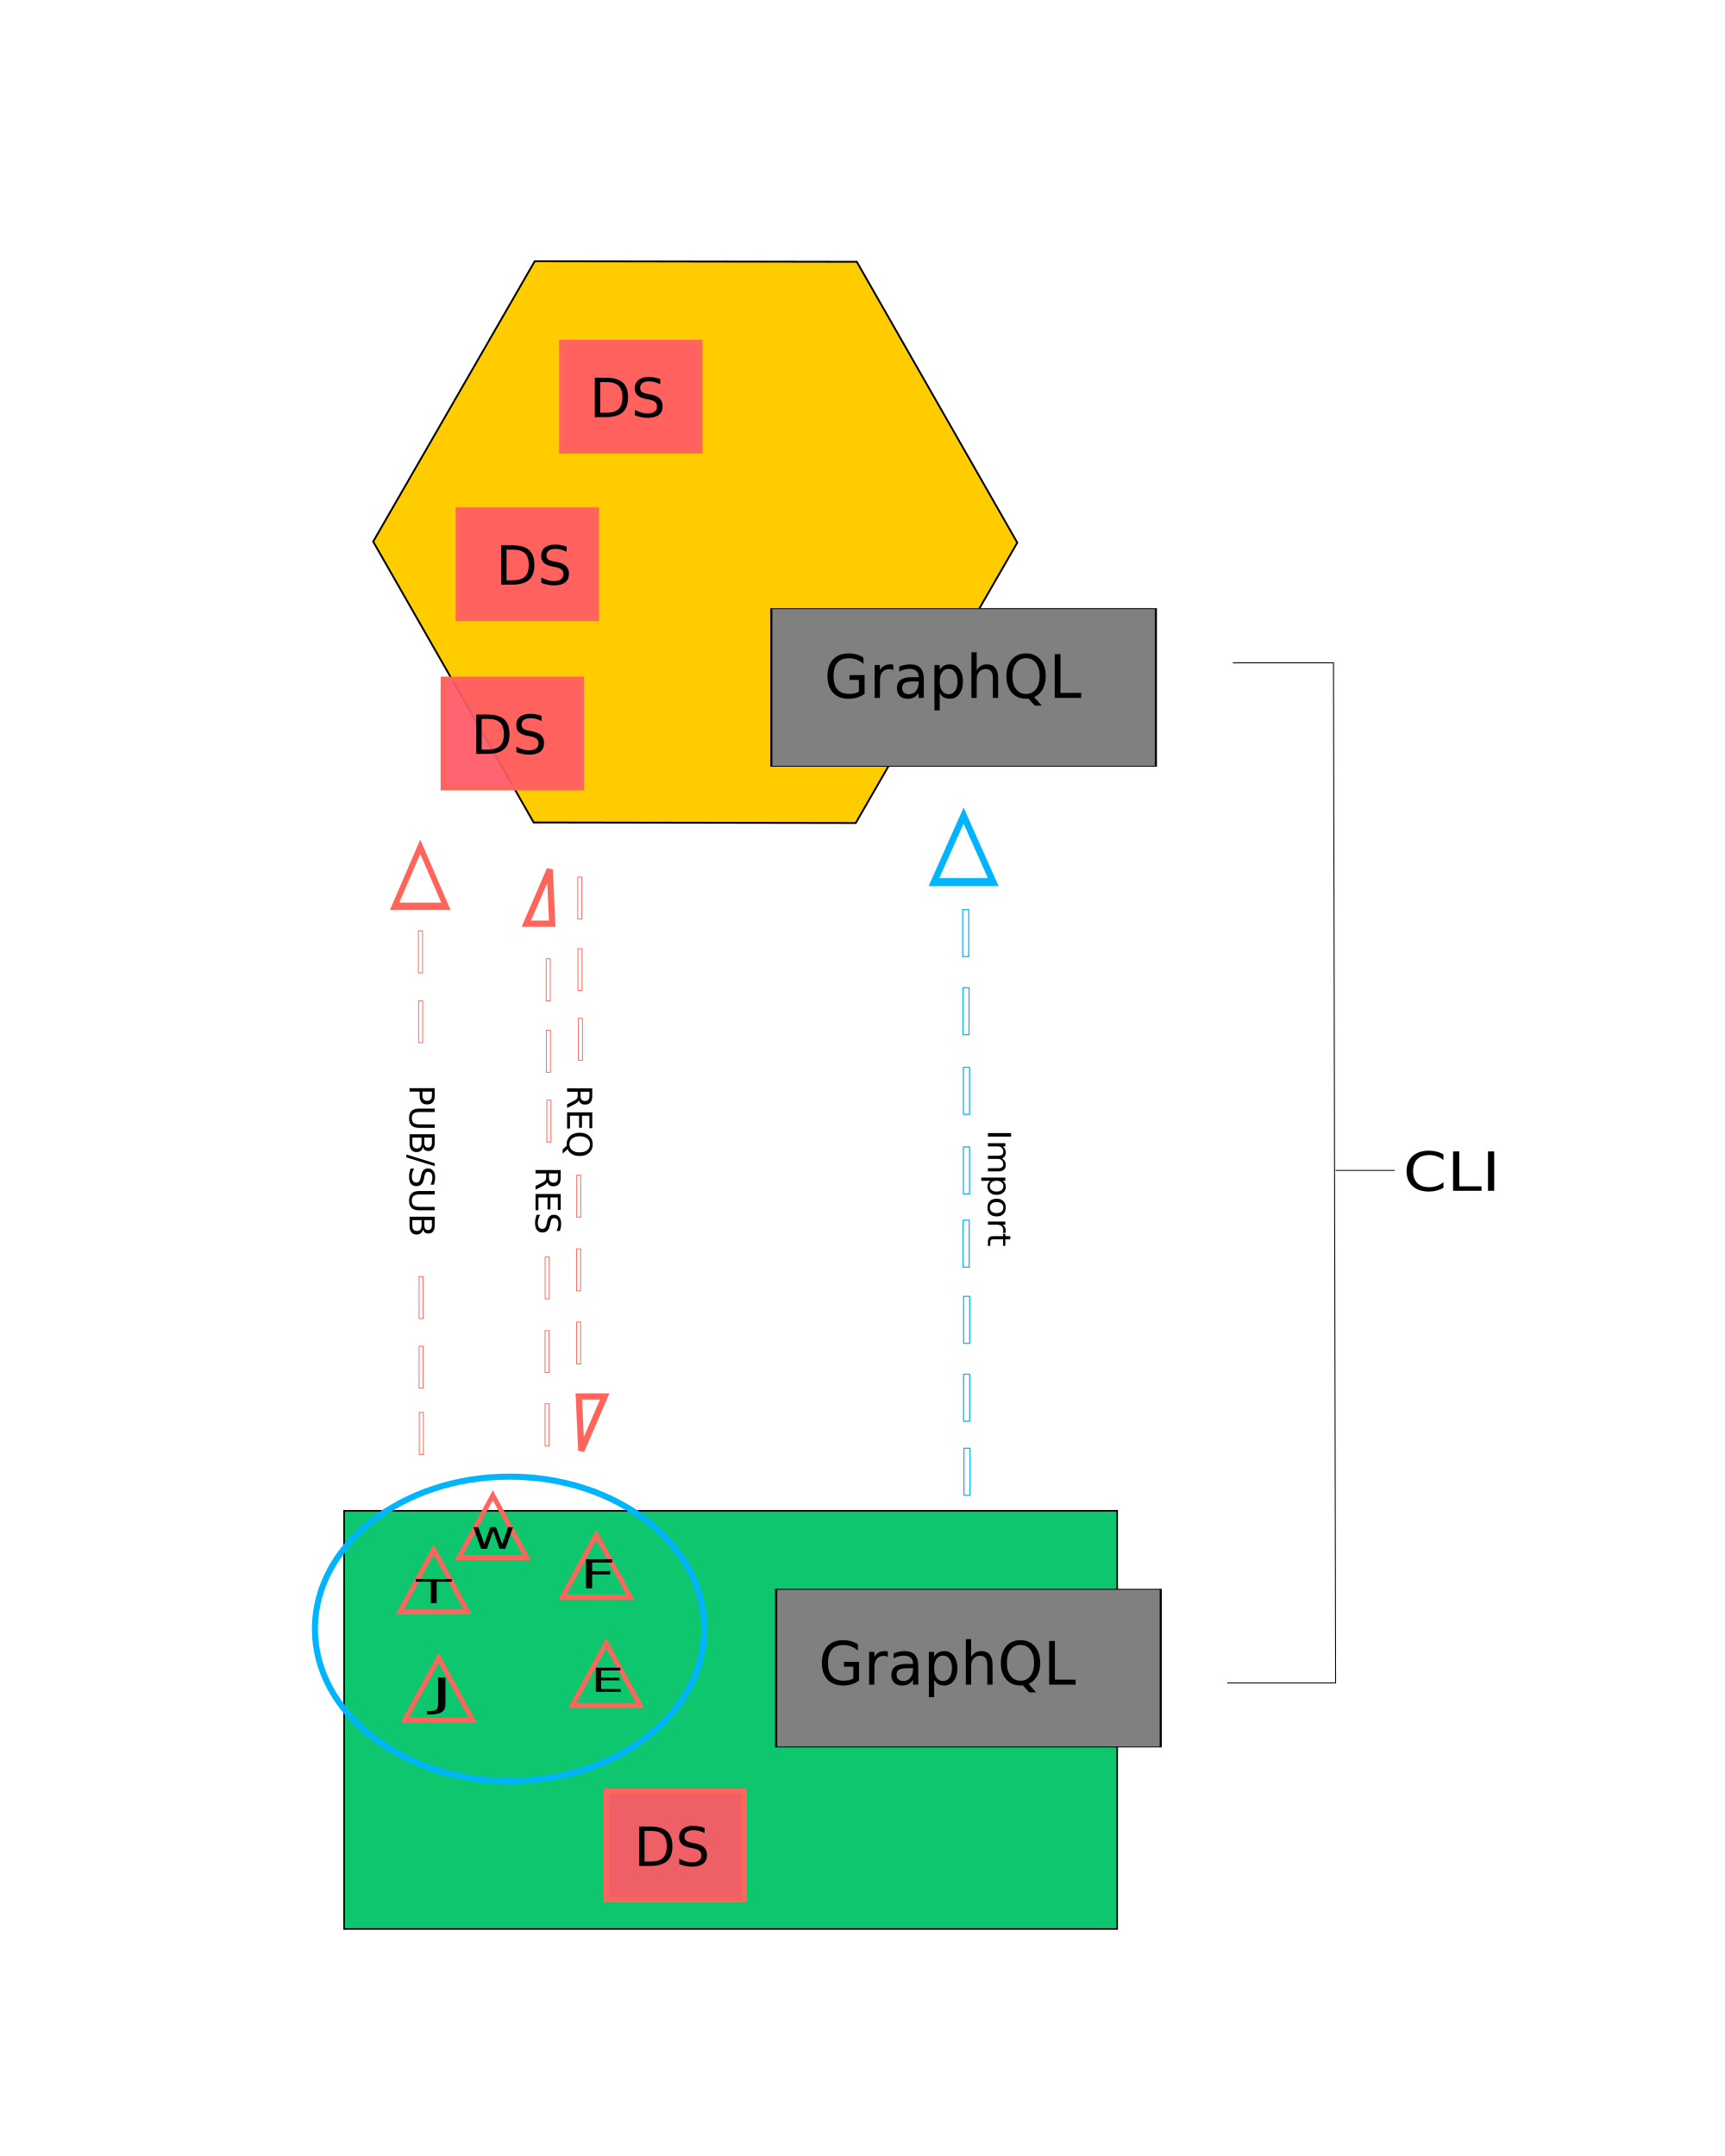 DS
DS
GraphQL
DS
PUB/SUB
REQ
RES
Import
CLI
W
F
T
E
J
GraphQL
DS